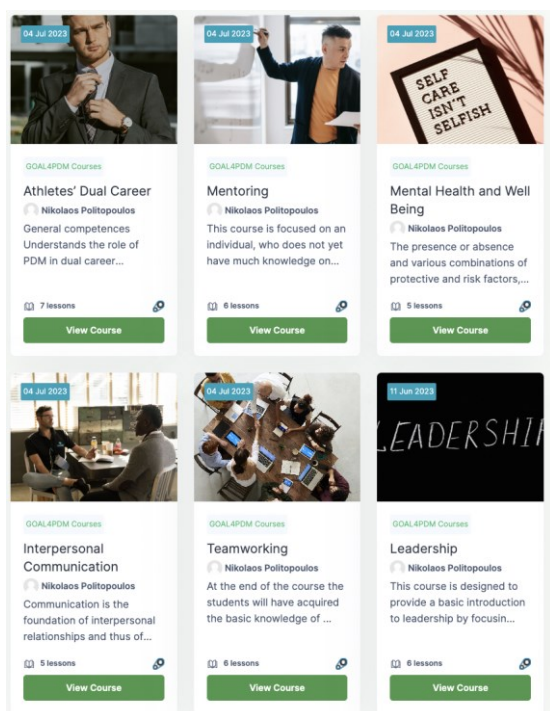 04 Jul 2023
GOAL4PDM Courses
Athletes' Dual Career
Nikolaos Politopoulos
General competences
Understands the role of
PDM in dual career...
7 lessons
View Course
04 Jul 2023
GOAL4PDM Courses
Mentoring
Nikolaos Politopoulos
This course is focused on an
individual, who does not yet
have much knowledge on...
6 lessons
View Course
04 Jul 2023
SELF
CARE
ISN'T
SELFISH
GOAL4PDM Courses
Mental Health and Well
Being
Nikolaos Politopoulos
The presence or absence
and various combinations of
protective and risk factors,...
5 lessons
View Course
04 Jul 2023
GOAL4PDM Courses
Interpersonal
Communication
Nikolaos Politopoulos
Communication is the
foundation of interpersonal
relationships and thus of...
5 lessons
View Course
04 Jul 2023
GOAL4PDM Courses
Teamworking
Nikolaos Politopoulos
At the end of the course the
students will have acquired
the basic knowledge of ...
6 lessons
View Course
11 Jun 2023
LEADERSHI
GOAL4PDM Courses
Leadership
Nikolaos Politopoulos
This course is designed to
provide a basic introduction
to leadership by focusin...
6 lessons
View Course